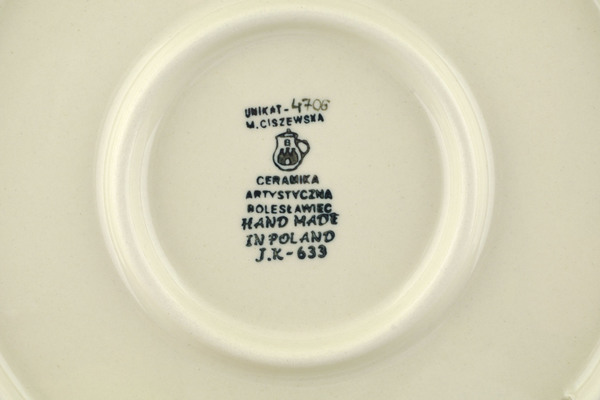 UNIKAT-4706
M.CISZEWSKA
B
CERAMIKA
ARTYSTYCZNA
BOLESŁAWIEC
HAND MADE
IN POLAND
J.K-633